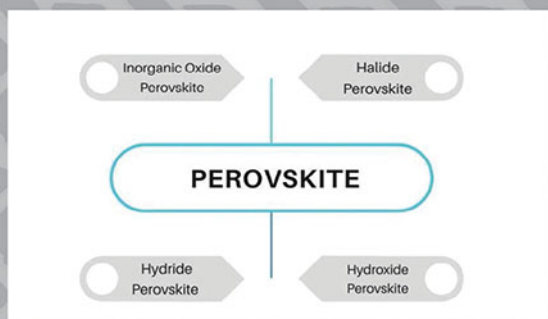 Inorganic Oxide
Perovskite
Halide
Perovskite
PEROVSKITE
Hydride
Perovskite
Hydroxide
Perovskite